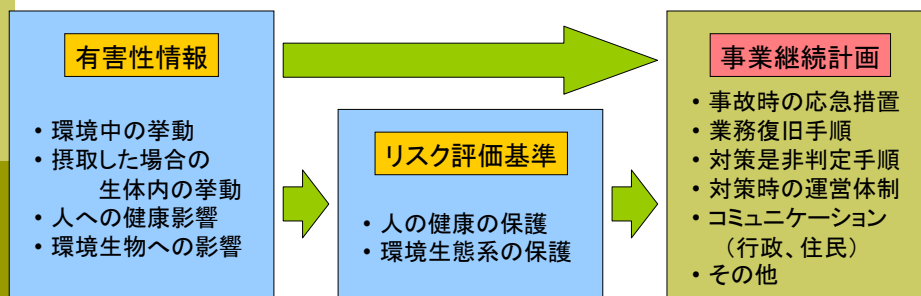 有害性情報
・環境中の挙動
・摂取した場合の
生体内の挙動
・人への健康影響
・環境生物への影響
リスク評価基準
・人の健康の保護
・環境生態系の保護
事業継続計画
・事故時の応急措置
・業務復旧手順
・対策是非判定手順
・対策時の運営体制
・コミュニケーション
（行政、住民）
・その他